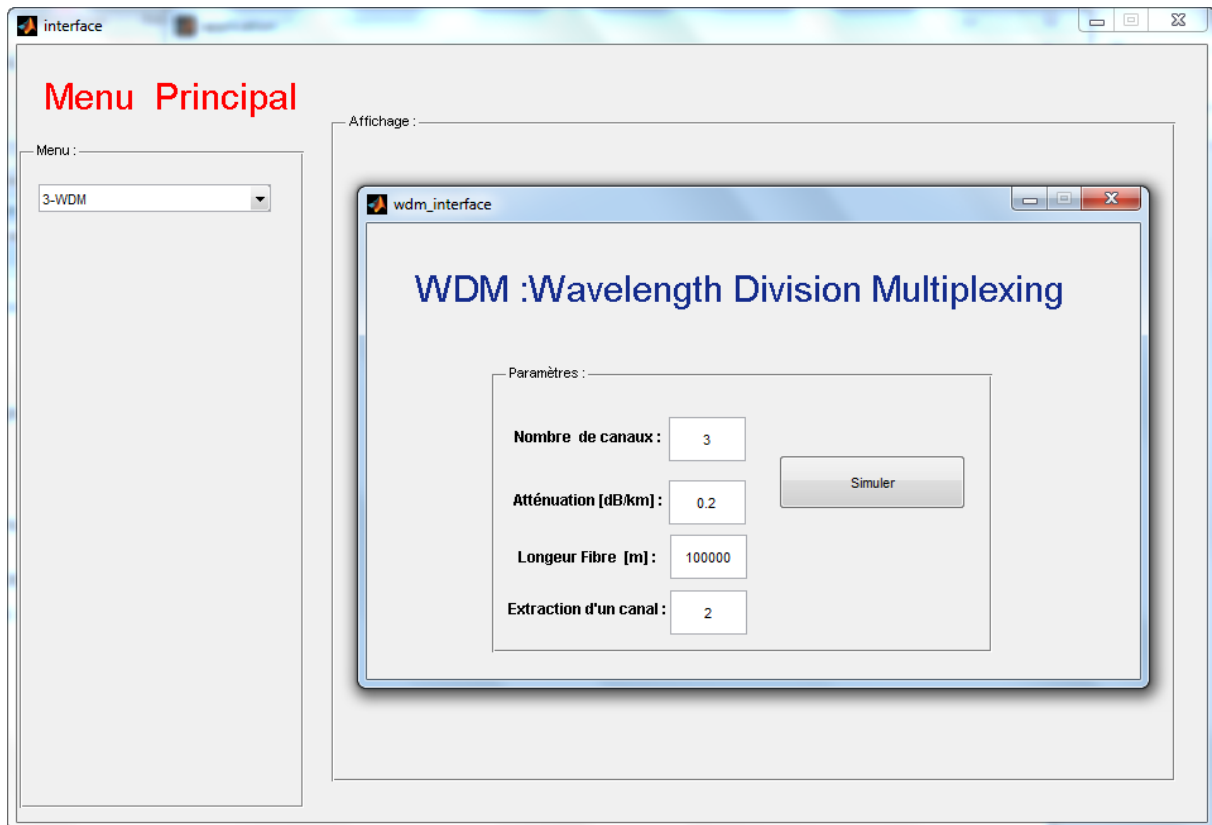 interface
Menu Principal
Affichage :
Menu :
3-WDM
wdm_interface
WDM :Wavelength Division Multiplexing
Paramètres :
Nombre de canaux : 3
Simuler
Atténuation [dB/km] : 0.2
Longeur Fibre [m] : 100000
Extraction d'un canal : 2